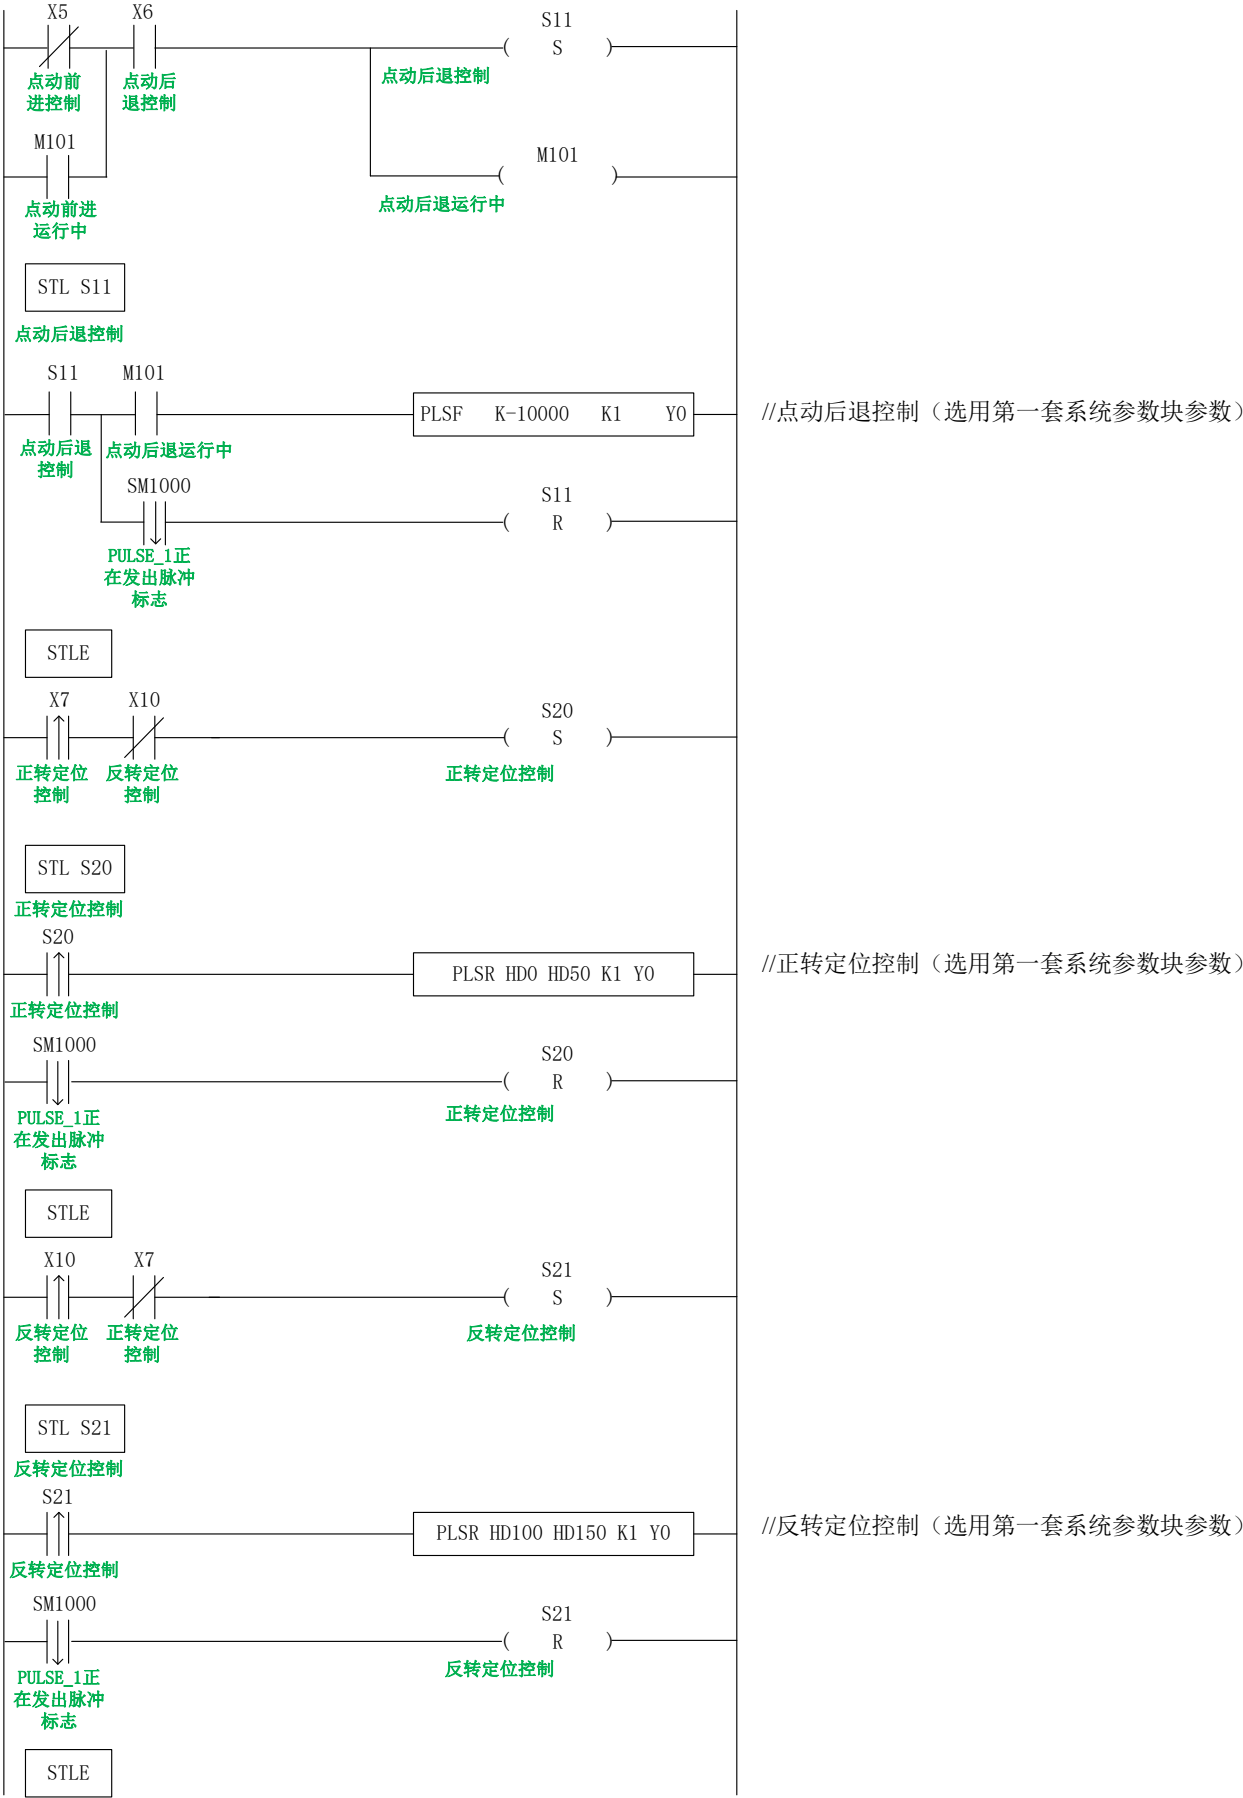 X5 X6 S11
( S )
点动前
进控制
点动后
退控制
点动后退控制
M101 M101
( )
点动前进
运行中
点动后退运行中
STL S11
点动后退控制
S11 M101
PLSF K-10000 K1 Y0 //点动后退控制（选用第一套系统参数块参数）
点动后退
控制
点动后退运行中
SM1000 S11
( R )
PULSE_1正
在发出脉冲
标志
STLE
X7 X10 S20
( S )
正转定位
控制
反转定位
控制
正转定位控制
STL S20
正转定位控制
S20
PLSR HD0 HD50 K1 Y0 //正转定位控制（选用第一套系统参数块参数）
正转定位控制
SM1000 S20
( R )
正转定位控制
PULSE_1正
在发出脉冲
标志
STLE
X10 X7 S21
( S )
反转定位
控制
正转定位
控制
反转定位控制
STL S21
反转定位控制
S21
PLSR HD100 HD150 K1 Y0 //反转定位控制（选用第一套系统参数块参数）
反转定位控制
SM1000 S21
( R )
反转定位控制
PULSE_1正
在发出脉冲
标志
STLE